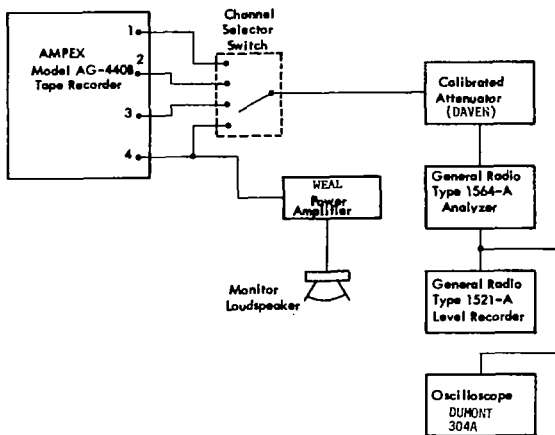 AMPEX
Model AG-440B
Tape Recorder
1
2
3
4
Channel
Selector
Switch
WEAL
Power
Amplifier
Monitor
Loudspeaker
Calibrated
Attenuator
(DAVEN)
General Radio
Type 1564-A
Analyzer
General Radio
Type 1521-A
Level Recorder
Oscilloscope
DUMONT
304A